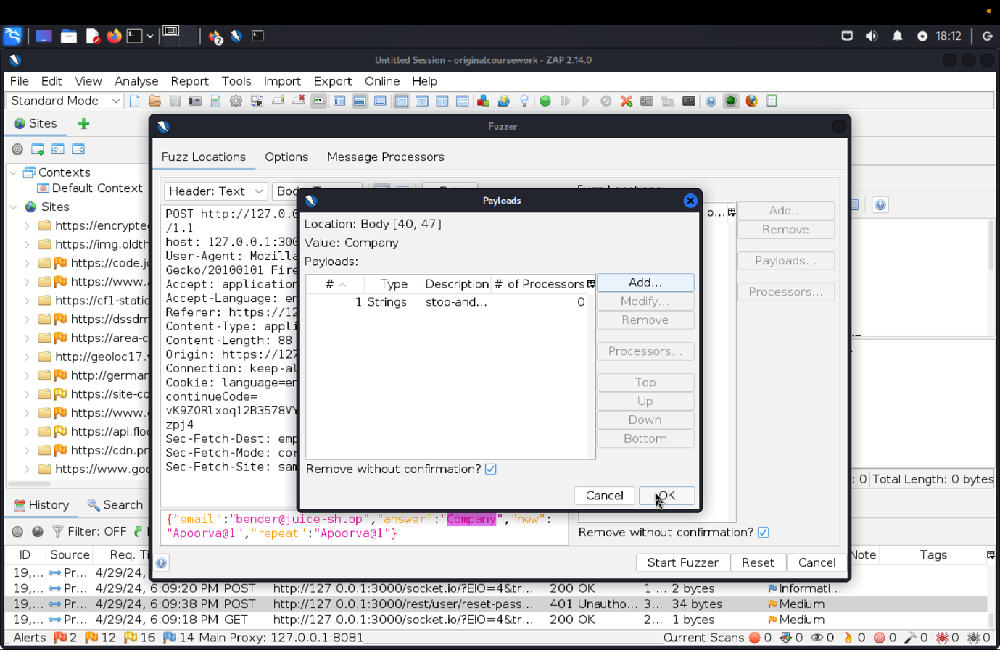 2
18:12
Untitled Session - originalcoursework - ZAP 2.14.0
File Edit View Analyse Report Tools Import Export Online Help
Standard Mode
Sites
Fuzzer
Fuzz Locations Options Message Processors
Contexts
Default Context
Sites
https://encrypte
https://img.oldth
https://code.j
https://www.
https://cf1-static
https://dssdm
https://area-c
http://geoloc17.
http://german
https://site-co
https://www.
https://api.flo
https://cdn.pr
https://www.goo
Header: Text
POST http://127.0.0
/1.1
host: 127.0.0.1:300
User-Agent: Mozilla
Gecko/20100101 Fire
Accept: application
Accept-Language: en
Referer: https://12
Content-Type: appli
Content-Length: 88
Origin: https://127
Connection: keep-al
Cookie: language=en
continueCode=
vK9ZORlxoq12B3578VY
zpj4
Sec-Fetch-Dest: emp
Sec-Fetch-Mode: cor
Sec-Fetch-Site: sam
{"email":"bender@juice-sh.op","answer":"Company","new":
"Apoorva@1","repeat":"Apoorva@1"}
Payloads
Location: Body [40, 47]
Value: Company
Payloads:
# Type Description # of Processors
1 Strings stop-and... 0
Add...
Modify...
Remove
Processors...
Top
Up
Down
Bottom
Remove without confirmation?
Cancel OK
o...
Add...
Remove
Payloads...
Processors...
Remove without confirmation?
Start Fuzzer Reset Cancel
: 0 Total Length: 0 bytes
History Search
Filter: OFF
ID Source Req. Ti Note Tags
19,... Pr... 4/29/24,
19,... Pr... 4/29/24, 6:09:20 PM POST http://127.0.0.1:3000/socket.io/?EIO=4&tr... 200 OK 1 ... 2 bytes Informati...
19,... Pr... 4/29/24, 6:09:38 PM POST http://127.0.0.1:3000/rest/user/reset-pass... 401 Unautho... 3... 34 bytes Medium
19,... Pr... 4/29/24, 6:09:18 PM GET http://127.0.0.1:3000/socket.io/?EIO=4&tr... 200 OK 2... 1 bytes Medium
Alerts 2 12 16 14 Main Proxy: 127.0.0.1:8081 Current Scans 0 0 0 0 0 0 0 0